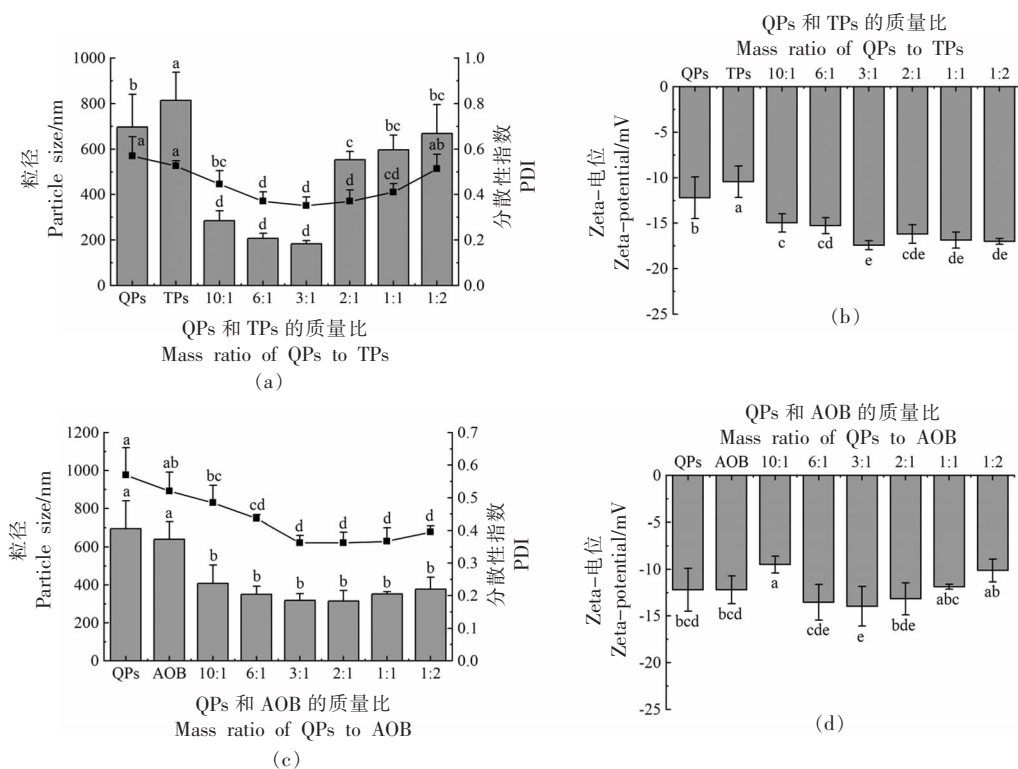 1000
800
600
400
200
0
粒径
Particle size/nm
1.0
0.8
0.6
0.4
0.2
0.0
分散性指数
PDI
b
a
a
a
bc
d
d
d
d
d
c
d
bc
cd
bc
ab
QPs TPs 10:1 6:1 3:1 2:1 1:1 1:2
QPs 和 TPs 的质量比
Mass ratio of QPs to TPs
(a)
QPs 和 TPs 的质量比
Mass ratio of QPs to TPs
QPs TPs 10:1 6:1 3:1 2:1 1:1 1:2
0
-5
-10
-15
-20
-25
Zeta-电位
Zeta-potential/mV
b
a
c
cd
e
cde
de
de
(b)
1200
1000
800
600
400
200
0
粒径
Particle size/nm
0.7
0.6
0.5
0.4
0.3
0.2
0.1
0.0
分散性指数
PDI
a
a
ab
a
bc
b
cd
b
d
b
d
b
d
b
d
b
QPs AOB 10:1 6:1 3:1 2:1 1:1 1:2
QPs 和 AOB 的质量比
Mass ratio of QPs to AOB
(c)
QPs 和 AOB 的质量比
Mass ratio of QPs to AOB
QPs AOB 10:1 6:1 3:1 2:1 1:1 1:2
0
-5
-10
-15
-20
-25
Zeta-电位
Zeta-potential/mV
bcd
bcd
a
cde
e
bde
abc
ab
(d)